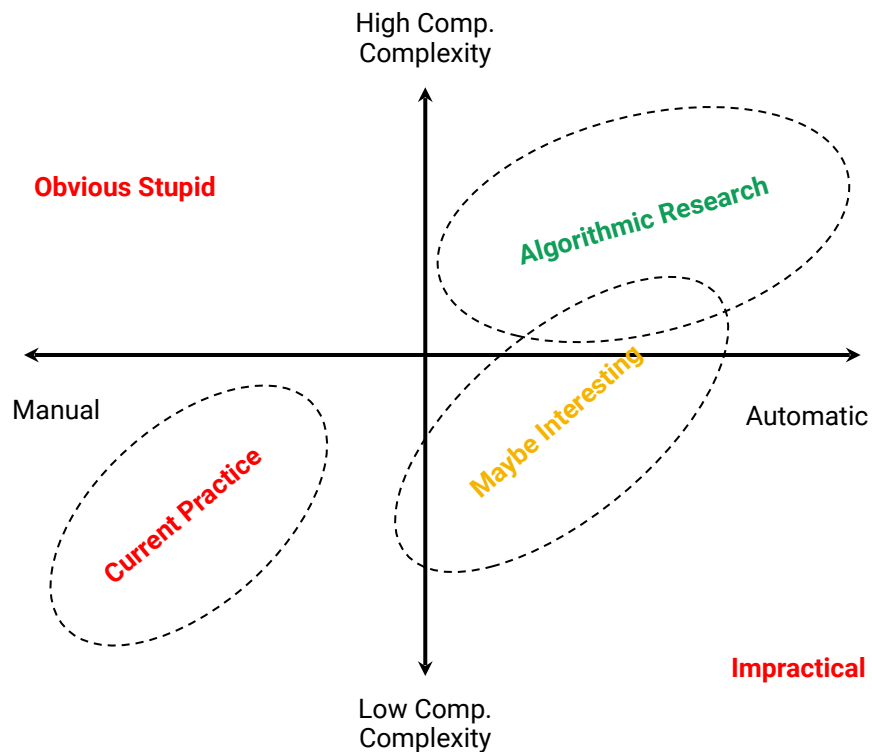 High Comp.
Complexity
Obvious Stupid
Algorithmic Research
Manual
Automatic
Maybe Interesting
Current Practice
Impractical
Low Comp.
Complexity